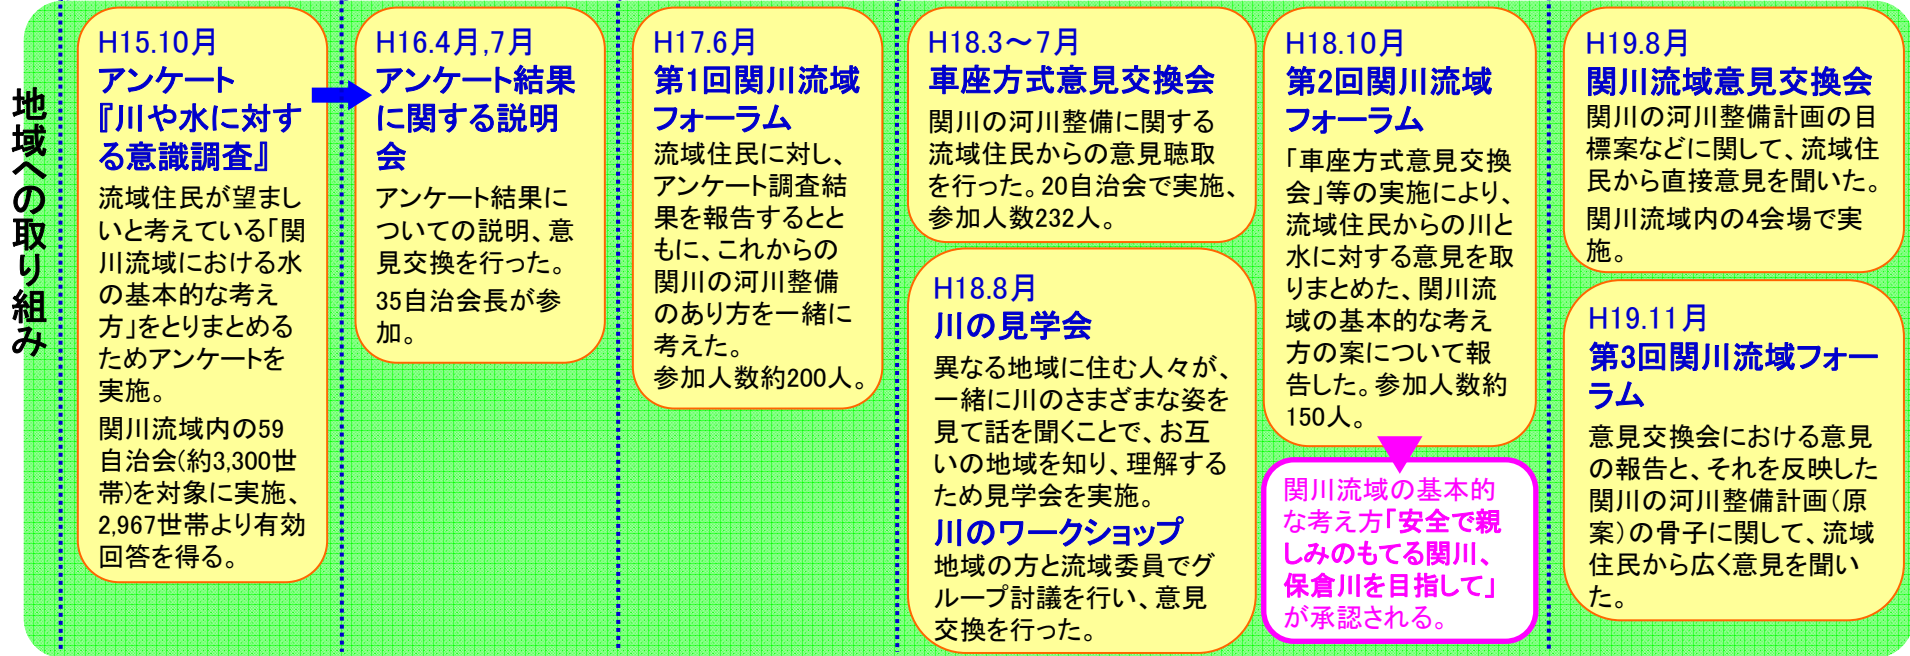 地域への取り組み
H15.10月
アンケート
『川や水に対す
る意識調査』
流域住民が望まし
いと考えている「関
川流域における水
の基本的な考え
方」をとりまとめる
ためアンケートを
実施。
関川流域内の59
自治会(約3,300世
帯)を対象に実施、
2,967世帯より有効
回答を得る。
H16.4月,7月
アンケート結果
に関する説明
会
アンケート結果に
ついての説明、意
見交換を行った。
35自治会長が参
加。
H17.6月
第1回関川流域
フォーラム
流域住民に対し、
アンケート調査結
果を報告するとと
もに、これからの
関川の河川整備
のあり方を一緒に
考えた。
参加人数約200人。
H18.3～7月
車座方式意見交換会
関川の河川整備に関する
流域住民からの意見聴取
を行った。20自治会で実施、
参加人数232人。
H18.8月
川の見学会
異なる地域に住む人々が、
一緒に川のさまざまな姿を
見て話を聞くことで、お互
いの地域を知り、理解する
ため見学会を実施。
川のワークショップ
地域の方と流域委員でグ
ループ討議を行い、意見
交換を行った。
H18.10月
第2回関川流域
フォーラム
「車座方式意見交換
会」等の実施により、
流域住民からの川と
水に対する意見を取
りまとめた、関川流
域の基本的な考え
方の案について報
告した。参加人数約
150人。
関川流域の基本的
な考え方「安全で親
しみのもてる関川、
保倉川を目指して」
が承認される。
H19.8月
関川流域意見交換会
関川の河川整備計画の目
標案などに関して、流域住
民から直接意見を聞いた。
関川流域内の4会場で実
施。
H19.11月
第3回関川流域フォー
ラム
意見交換会における意見
の報告と、それを反映した
関川の河川整備計画(原
案)の骨子に関して、流域
住民から広く意見を聞い
た。